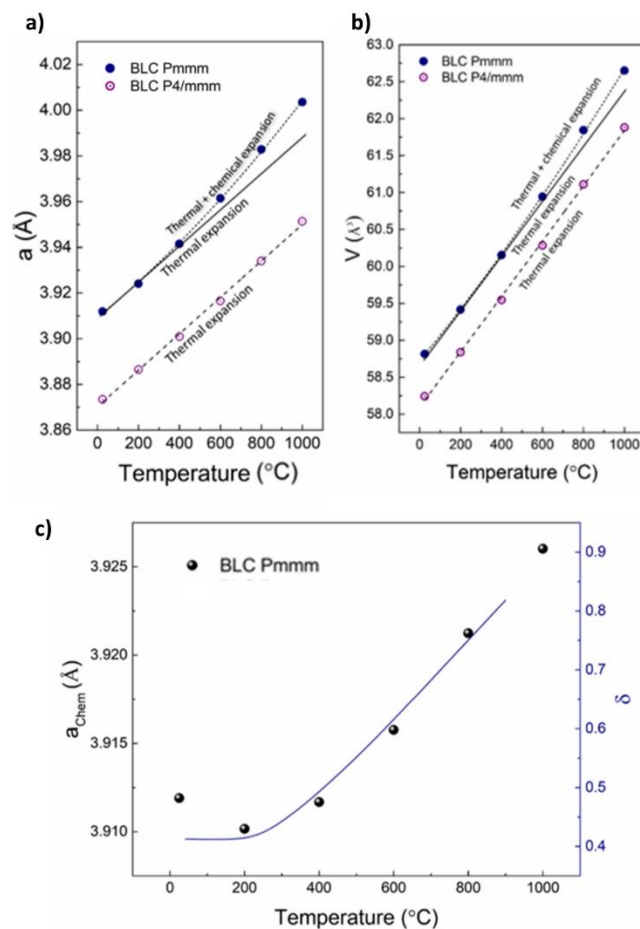 a)
4.02
4.00
3.98
3.96
3.94
3.92
3.90
3.88
3.86
a (Å)
BLC Pmmm
BLC P4/mmm
Thermal + chemical expansion
Thermal expansion
Thermal expansion
0 200 400 600 800 1000
Temperature (°C)
b)
63.0
62.5
62.0
61.5
61.0
60.5
60.0
59.5
59.0
58.5
58.0
V (Å³)
BLC Pmmm
BLC P4/mmm
Thermal + chemical expansion
Thermal expansion
Thermal expansion
0 200 400 600 800 1000
Temperature (°C)
c)
3.925
3.920
3.915
3.910
a Chem (Å)
BLC Pmmm
0.9
0.8
0.7
0.6
0.5
0.4
δ
0 200 400 600 800 1000
Temperature (°C)